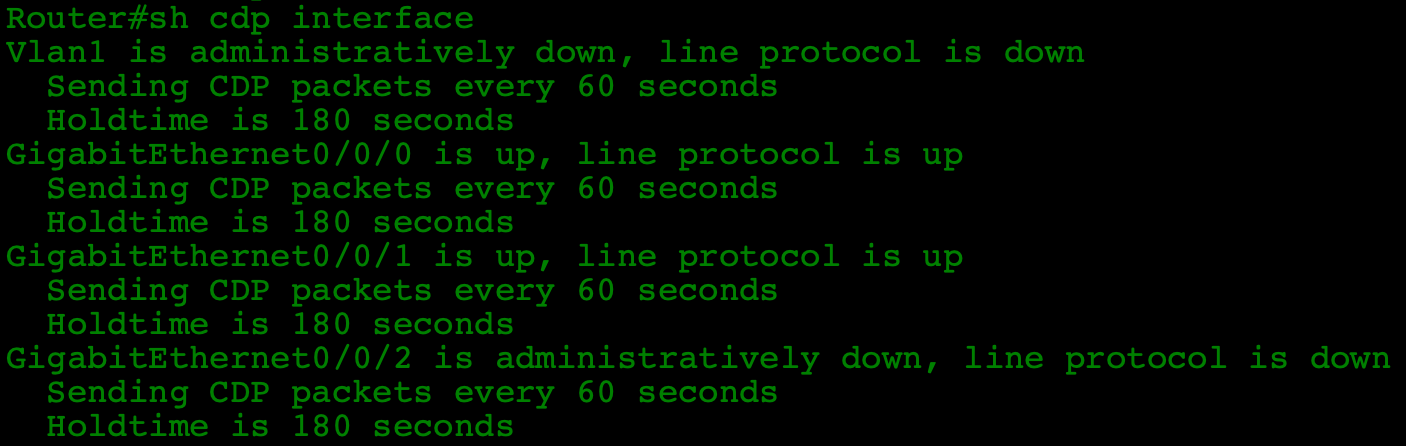 Router#sh cdp interface
Vlan1 is administratively down, line protocol is down
  Sending CDP packets every 60 seconds
  Holdtime is 180 seconds
GigabitEthernet0/0/0 is up, line protocol is up
  Sending CDP packets every 60 seconds
  Holdtime is 180 seconds
GigabitEthernet0/0/1 is up, line protocol is up
  Sending CDP packets every 60 seconds
  Holdtime is 180 seconds
GigabitEthernet0/0/2 is administratively down, line protocol is down
  Sending CDP packets every 60 seconds
  Holdtime is 180 seconds